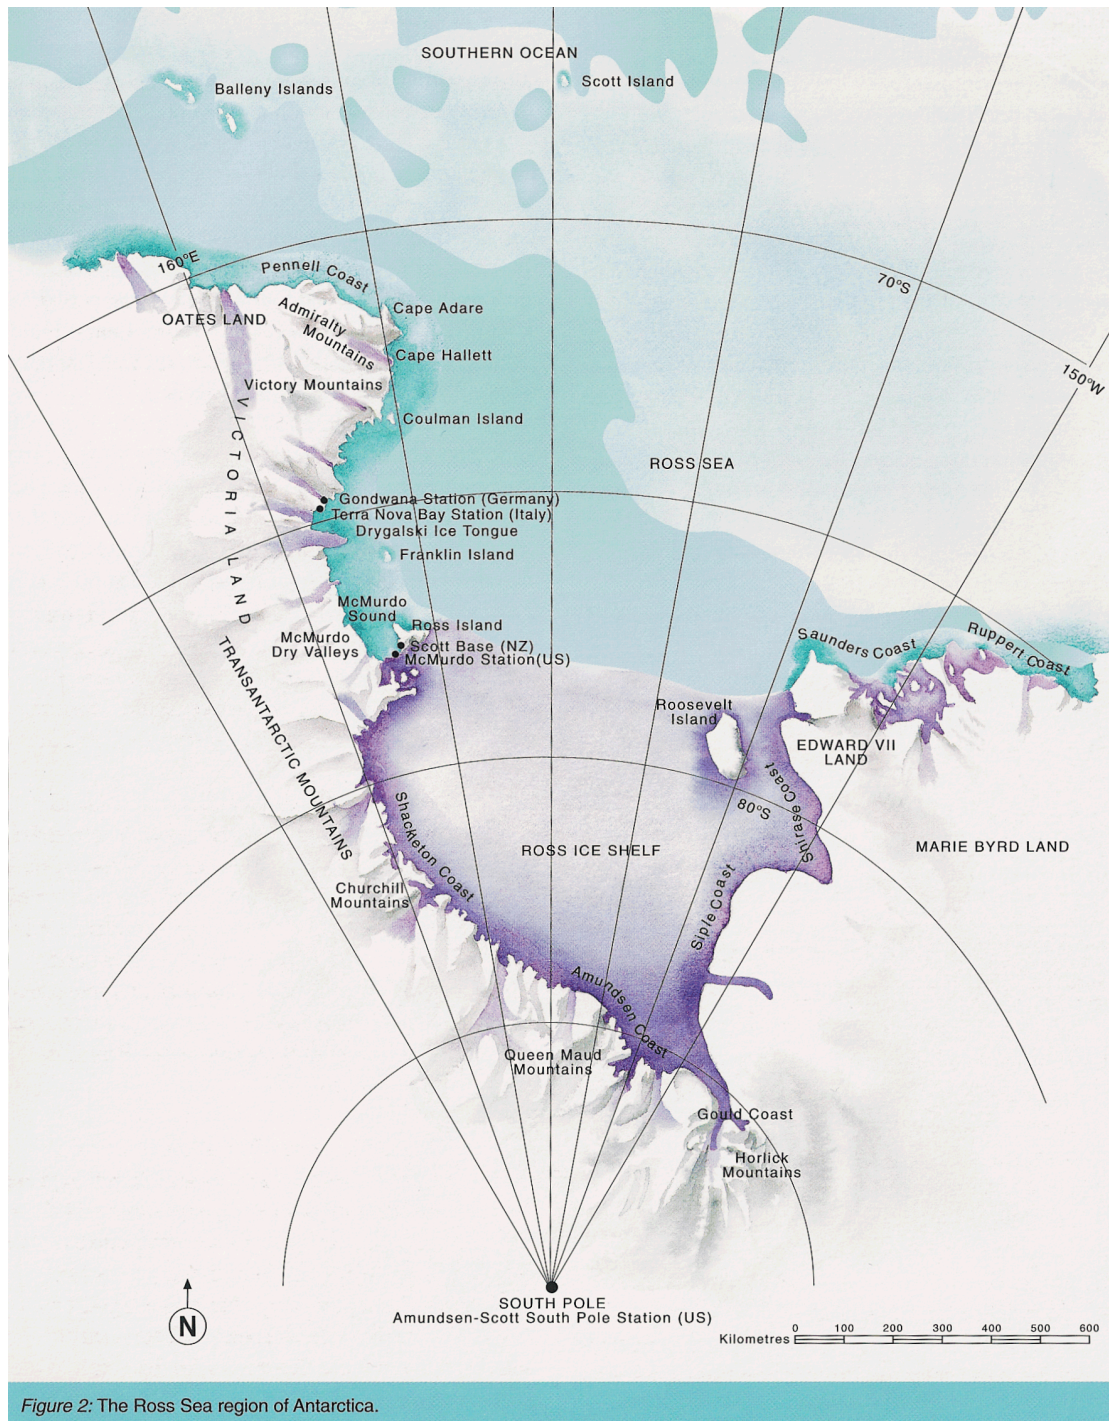 SOUTHERN OCEAN
Scott Island
Balleny Islands
160ºE
Pennell Coast
70ºS
OATES LAND
Admiralty
Mountains
Cape Adare
Cape Hallett
150ºW
Victory Mountains
Coulman Island
VICTORIA LAND
ROSS SEA
Gondwana Station (Germany)
Terra Nova Bay Station (Italy)
Drygalski Ice Tongue
Franklin Island
McMurdo
Sound
Ross Island
McMurdo
Dry Valleys
Scott Base (NZ)
McMurdo Station(US)
Saunders Coast
Ruppert Coast
TRANSANTARCTIC MOUNTAINS
Roosevelt
Island
EDWARD VII
LAND
Shirase Coast
80ºS
Shackleton Coast
ROSS ICE SHELF
MARIE BYRD LAND
Churchill
Mountains
Siple Coast
Amundsen Coast
Queen Maud
Mountains
Gould Coast
Horlick
Mountains
SOUTH POLE
Amundsen-Scott South Pole Station (US)
N
0 100 200 300 400 500 600
Kilometres
Figure 2: The Ross Sea region of Antarctica.